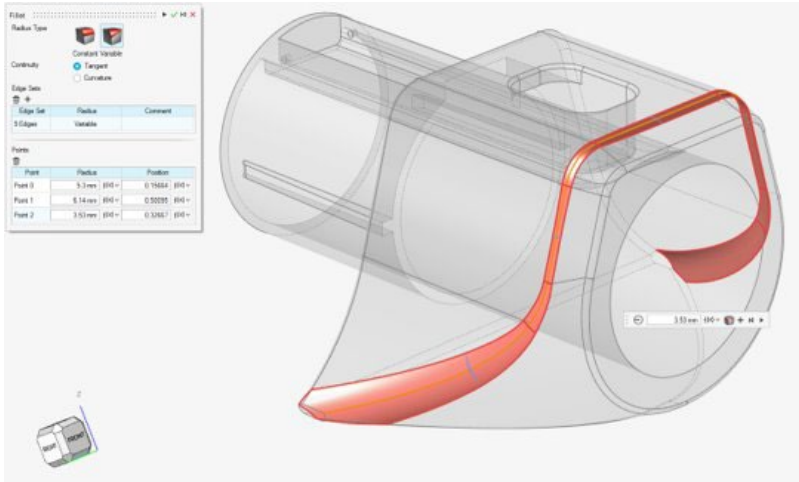 Fillet
Radius Type
Constant Variable
Continuity
Tangent
Curvature
Edge Sets
Edge Set Radius Comment
5 Edges Variable
Points
Point Radius Position
Point 0 5.3 mm f(x) 0.15684 f(x)
Point 1 6.14 mm f(x) 0.50095 f(x)
Point 2 3.53 mm f(x) 0.32667 f(x)
3.53 mm f(x)
Z
RIGHT FRONT